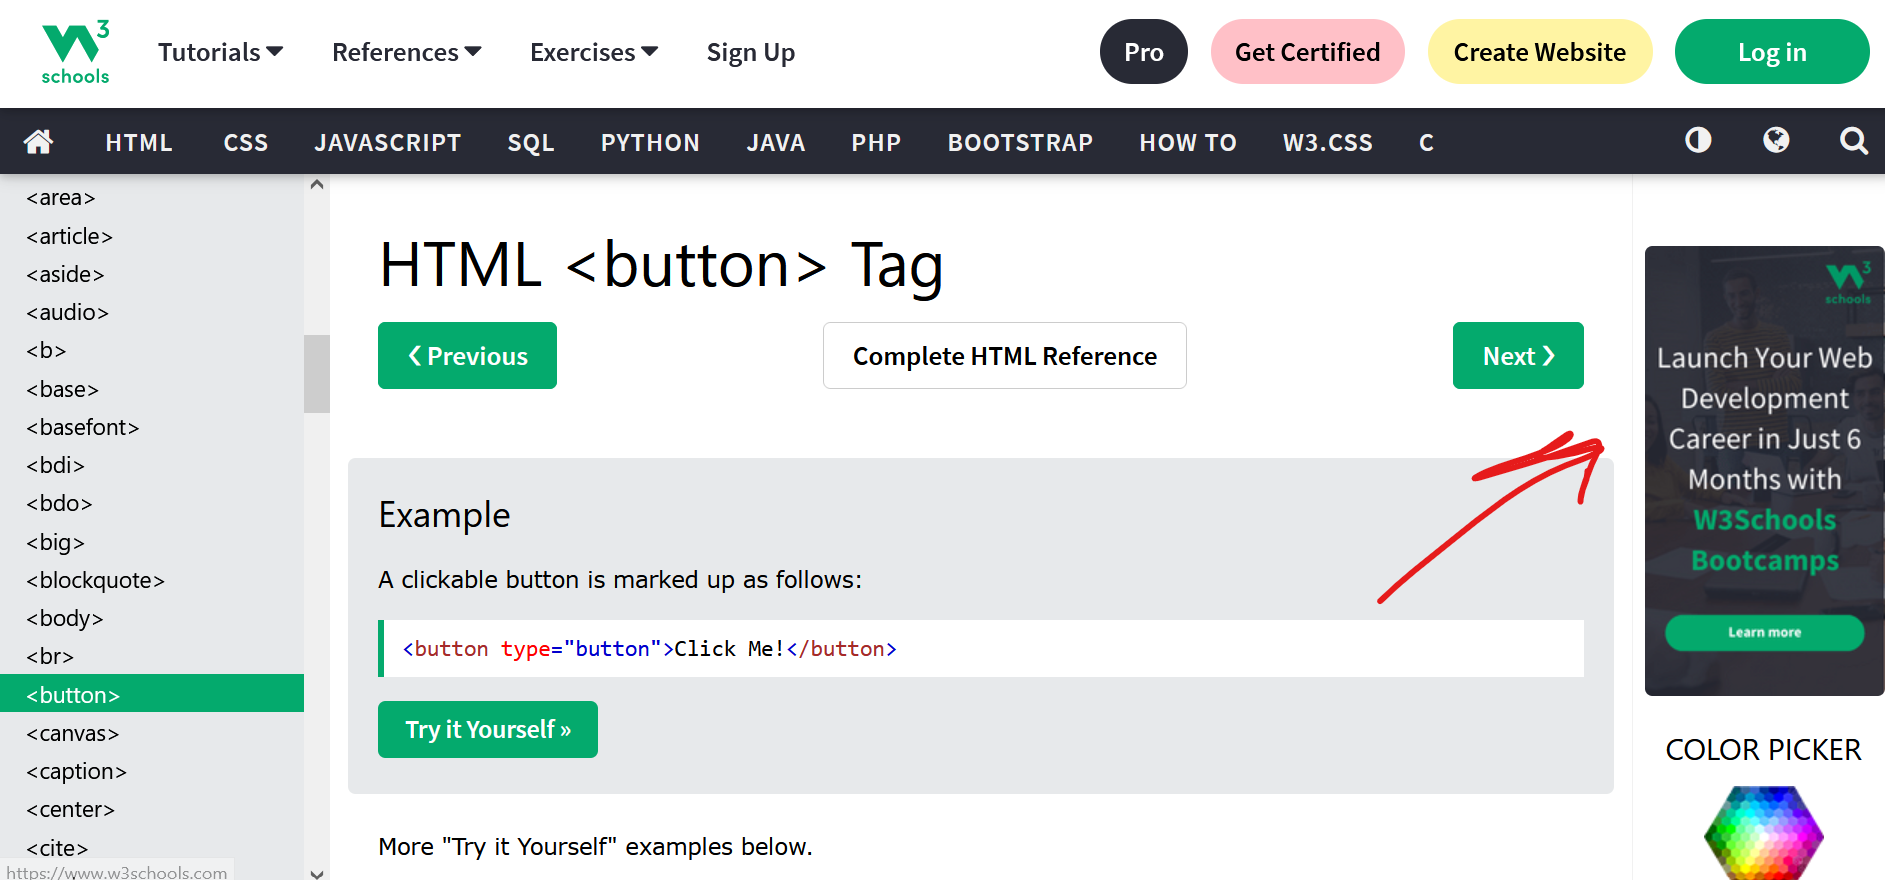 W3
schools
Tutorials
References
Exercises
Sign Up
Pro
Get Certified
Create Website
Log in
HTML
CSS
JAVASCRIPT
SQL
PYTHON
JAVA
PHP
BOOTSTRAP
HOW TO
W3.CSS
C
<area>
<article>
<aside>
<audio>
<b>
<base>
<basefont>
<bdi>
<bdo>
<big>
<blockquote>
<body>
<br>
<button>
<canvas>
<caption>
<center>
<cite>
https://www.w3schools.com
HTML <button> Tag
❮ Previous
Complete HTML Reference
Next ❯
Example
A clickable button is marked up as follows:
<button type="button">Click Me!</button>
Try it Yourself »
More "Try it Yourself" examples below.
W3
schools
Launch Your Web
Development
Career in Just 6
Months with
W3Schools
Bootcamps
Learn more
COLOR PICKER